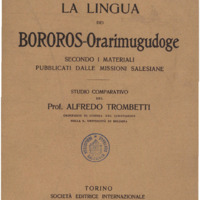 LA LINGUA
DEI
BOROROS-Orarimugudoge
SECONDO I MATERIALI
PUBBLICATI DALLE MISSIONI SALESIANE
STUDIO COMPARATIVO
DEL
Prof. ALFREDO TROMBETTI
TORINO
SOCIETÀ EDITRICE INTERNAZIONALE